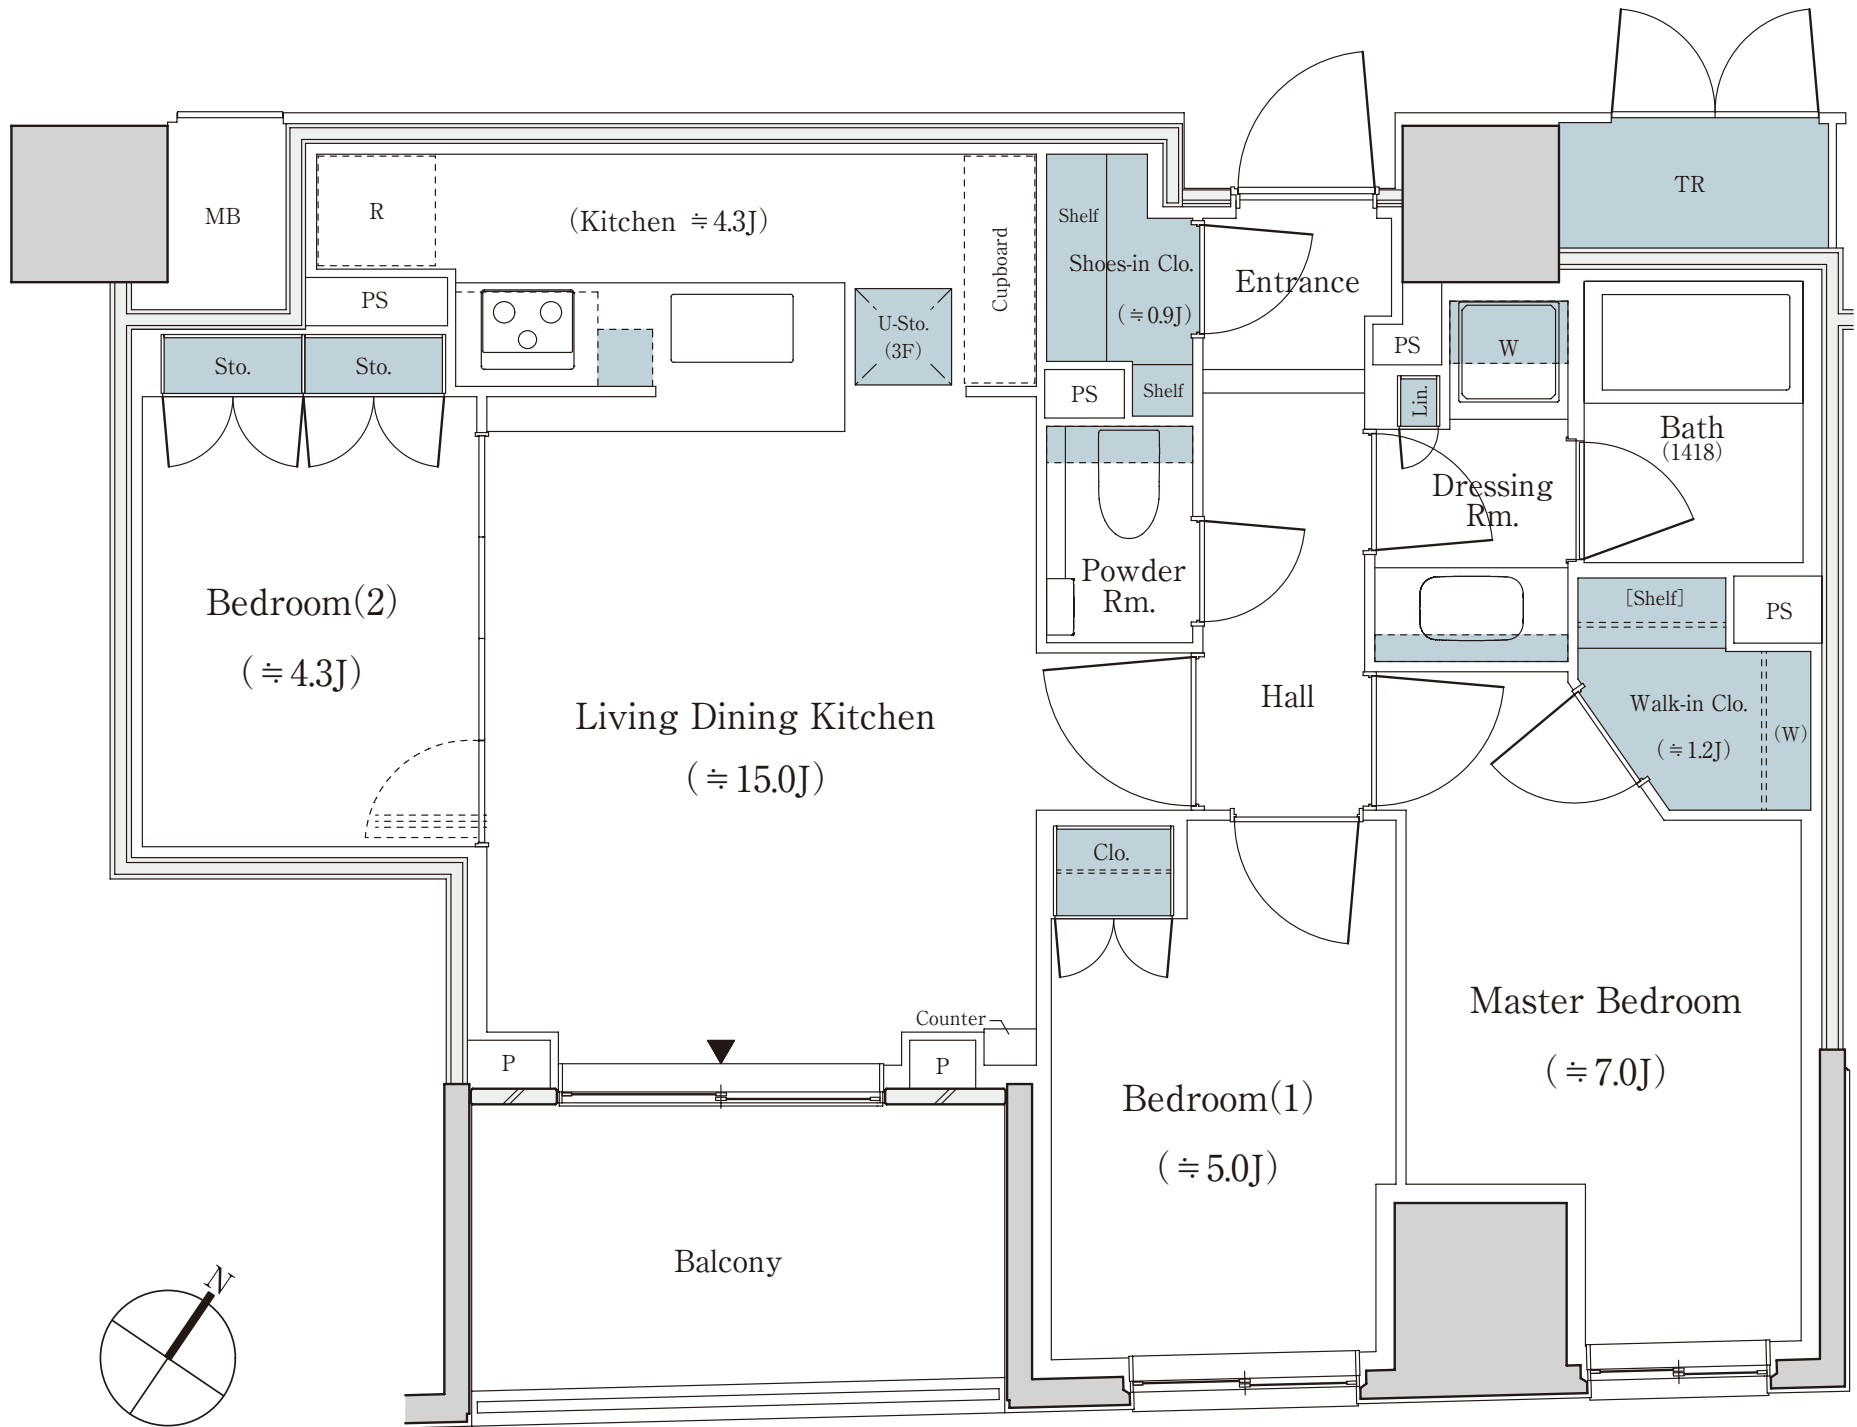 MB
R
(Kitchen ≒4.3J)
Cupboard
Shelf
Shoes-in Clo.
(≒0.9J)
Entrance
TR
PS
Sto.
Sto.
U-Sto.
(3F)
PS
Shelf
PS
Lin.
W
Bath
(1418)
Dressing
Rm.
Powder
Rm.
Bedroom(2)
(≒4.3J)
Living Dining Kitchen
(≒15.0J)
Hall
[Shelf]
PS
Walk-in Clo.
(≒1.2J)
(W)
Clo.
Counter
P
P
Master Bedroom
(≒7.0J)
Bedroom(1)
(≒5.0J)
Balcony
N